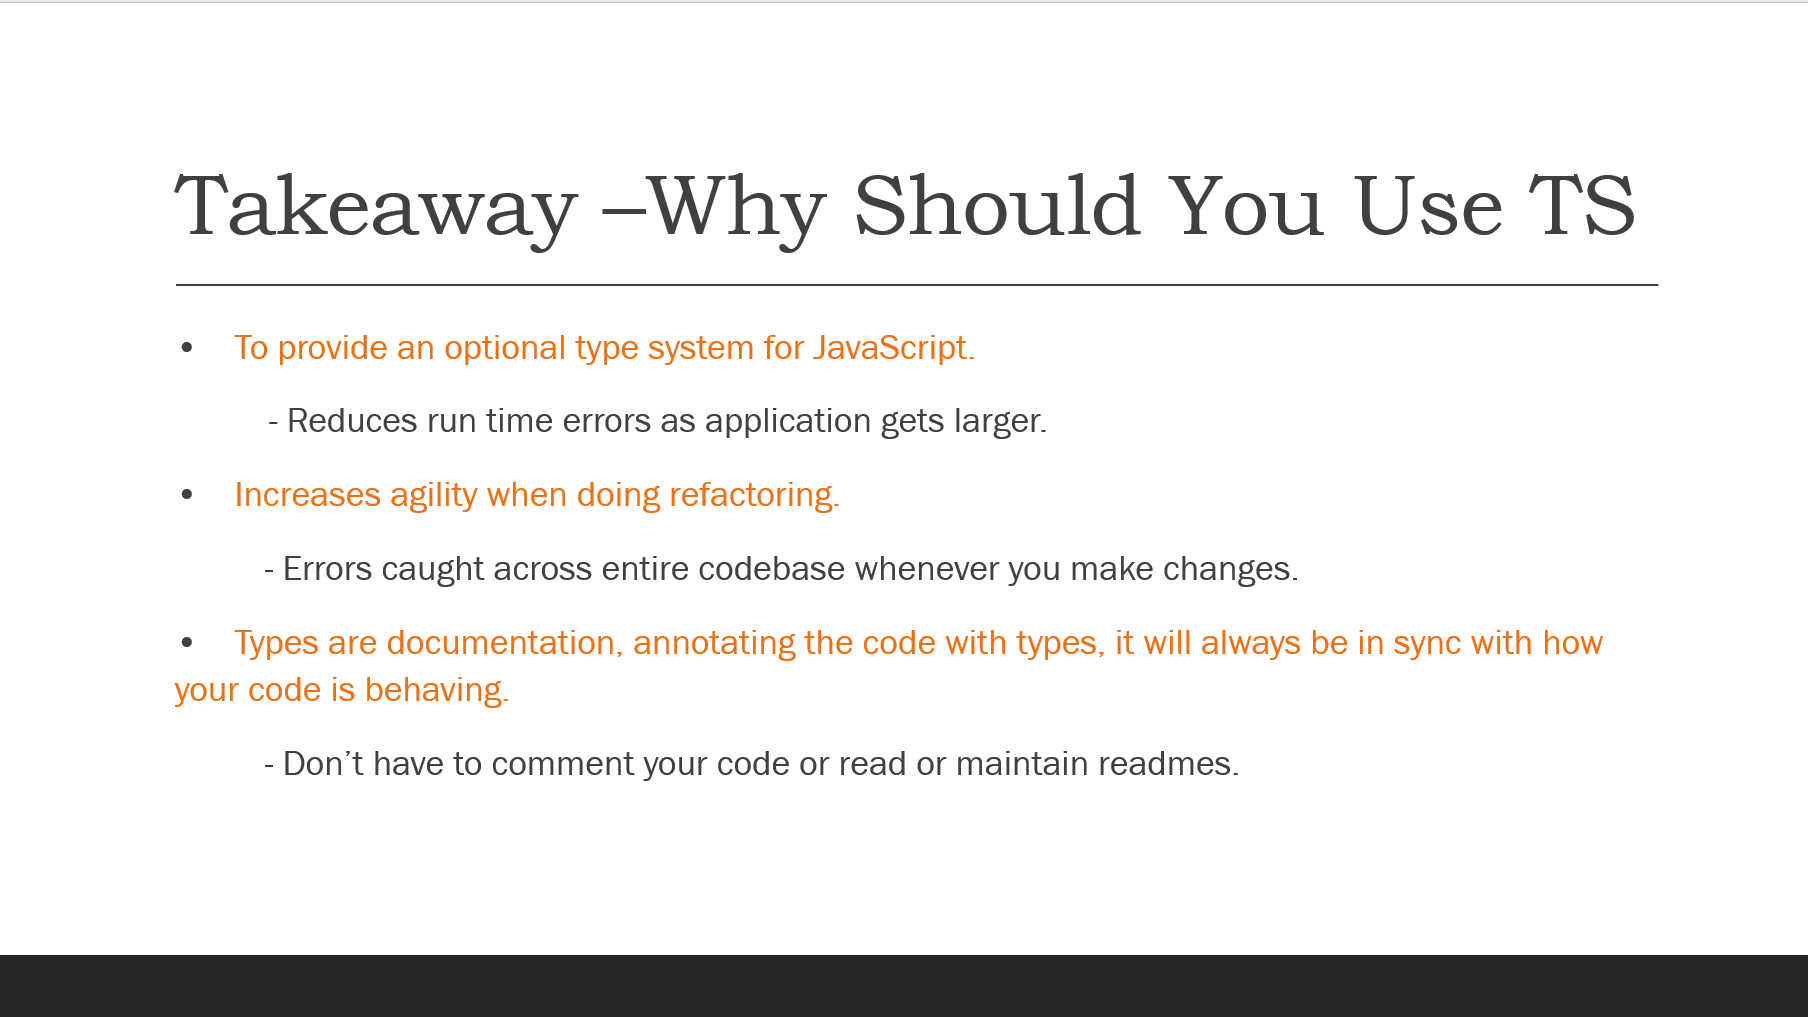 Takeaway –Why Should You Use TS
• To provide an optional type system for JavaScript.
- Reduces run time errors as application gets larger.
• Increases agility when doing refactoring.
- Errors caught across entire codebase whenever you make changes.
• Types are documentation, annotating the code with types, it will always be in sync with how
your code is behaving.
- Don’t have to comment your code or read or maintain readmes.